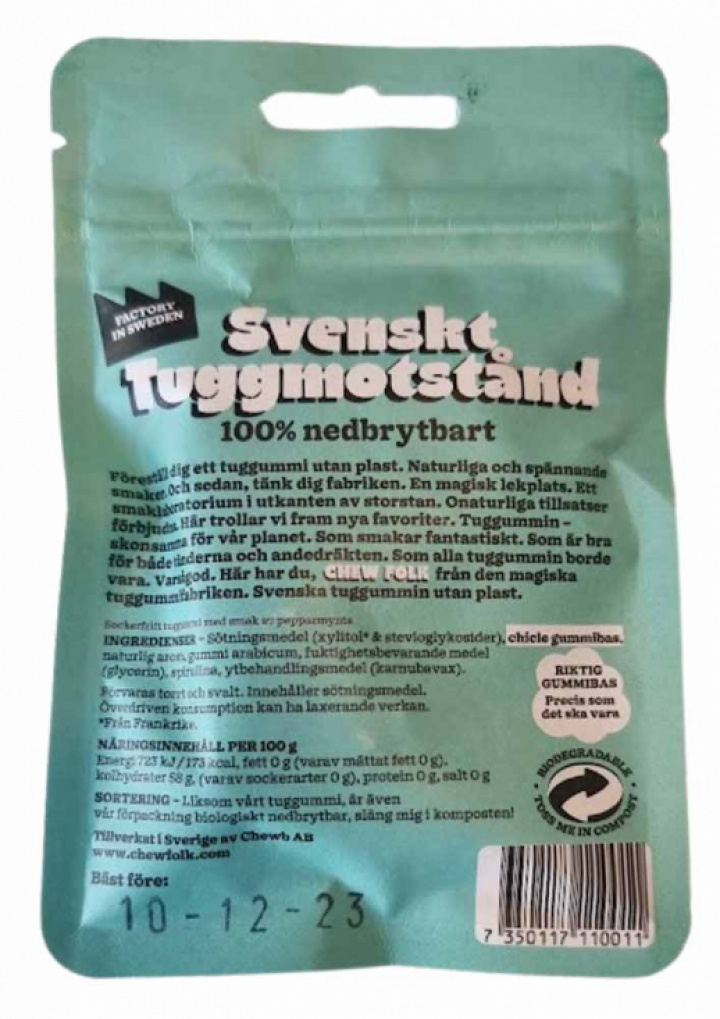 FACTORY
IN SWEDEN
Svenskt
Tuggmotstånd
100% nedbrytbart
Föreställ dig ett tuggummi utan plast. Naturliga och spännande
smaker. Och sedan, tänk dig fabriken. En magisk lekplats. Ett
smaklaboratorium i utkanten av storstan. Onaturliga tillsatser
förbjuds. Här trollar vi fram nya favoriter. Tuggummin –
skonsamma för vår planet. Som smakar fantastiskt. Som är bra
för både tänderna och andedräkten. Som alla tuggummin borde
vara. Varsågod. Här har du, CHEW FOLK från den magiska
tuggummifabriken. Svenska tuggummin utan plast.
Sockerfritt tuggummi med smak av pepparmynta
INGREDIENSER – Sötningsmedel (xylitol* & steviolglykosider), chicle gummibas,
naturlig arom, gummi arabicum, fuktighetsbevarande medel
(glycerin), spirulina, ytbehandlingsmedel (karnubavax).
Förvaras torrt och svalt. Innehåller sötningsmedel.
Överdriven konsumption kan ha laxerande verkan.
*Från Frankrike.
RIKTIG
GUMMIBAS
Precis som
det ska vara
NÄRINGSINNEHÅLL PER 100 g
Energi 723 kJ/173 kcal, fett 0 g (varav mättat fett 0 g),
kolhydrater 58 g, (varav sockerarter 0 g), protein 0 g, salt 0 g
SORTERING – Liksom vårt tuggummi, är även
vår förpackning biologiskt nedbrytbar, släng mig i komposten!
BIODEGRADABLE
TOSS ME IN COMPOST
Tillverkat i Sverige av Chewb AB
www.chewfolk.com
Bäst före:
10-12-23
7 350117 110011